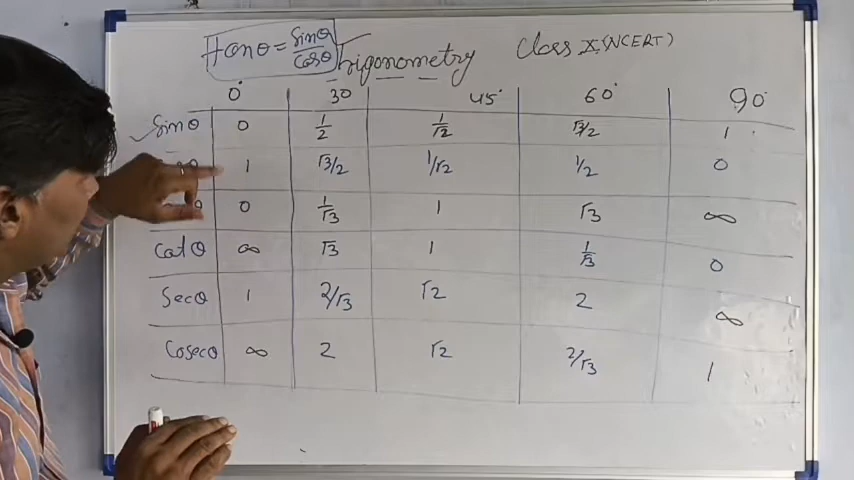 tanθ = sinθ/cosθ Trigonometry Class X (NCERT)
0° 30 45° 60° 90°
✓ Sinθ 0 1/2 1/√2 √3/2 1
1 √3/2 1/√2 1/2 0
θ 0 1/√3 1 √3 ∞
Catθ ∞ √3 1 1/√3 0
Secθ 1 2/√3 √2 2 ∞
Cosecθ ∞ 2 √2 2/√3 1